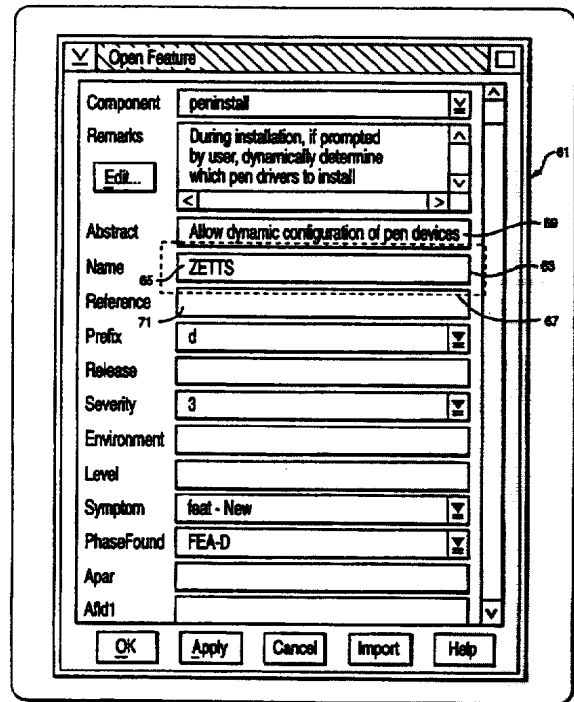 Open Feature
Component peninstall
Remarks During installation, if prompted
by user, dynamically determine
Edit... which pen drivers to install
61
Abstract Allow dynamic configuration of pen devices 69
Name ZETTS 63
65
Reference 67
71
Prefix d
Release
Severity 3
Environment
Level
Symptom feat - New
PhaseFound FEA-D
Apar
Afld1
OK Apply Cancel Import Help